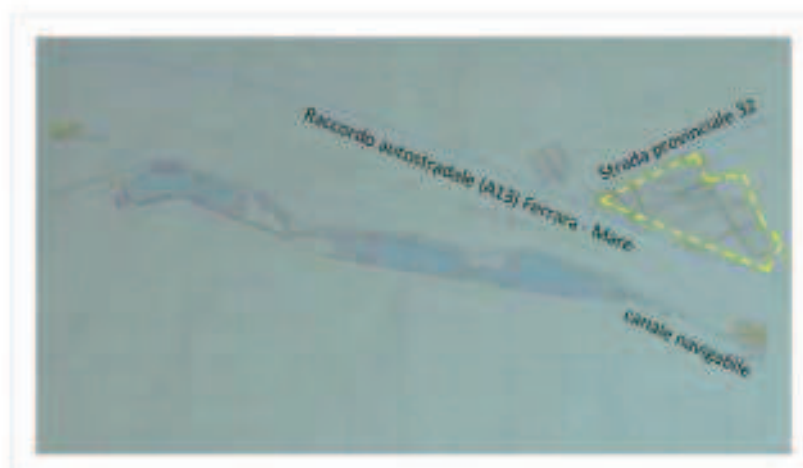 Strada provinciale 32
Raccordo autostradale (A13) Ferrara - Mare
canale navigabile